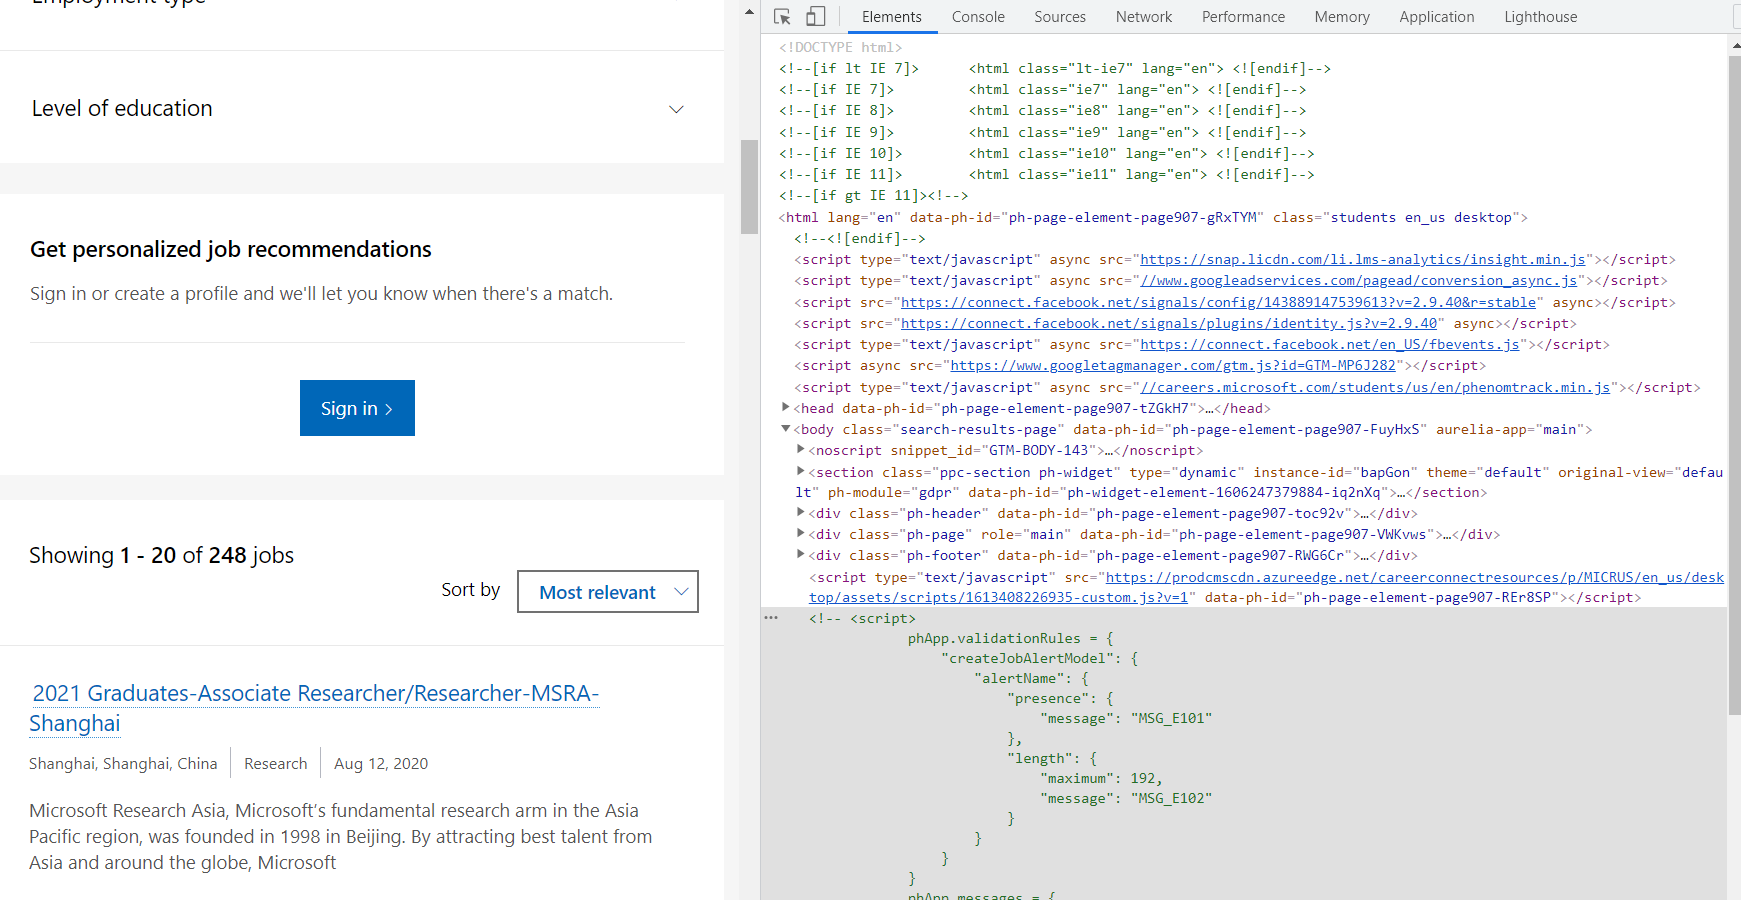 Employment type
Level of education
Get personalized job recommendations
Sign in or create a profile and we'll let you know when there's a match.
Sign in >
Showing 1 - 20 of 248 jobs
Sort by
Most relevant
2021 Graduates-Associate Researcher/Researcher-MSRA-
Shanghai
Shanghai, Shanghai, China | Research | Aug 12, 2020
Microsoft Research Asia, Microsoft’s fundamental research arm in the Asia
Pacific region, was founded in 1998 in Beijing. By attracting best talent from
Asia and around the globe, Microsoft
Elements Console Sources Network Performance Memory Application Lighthouse
<!DOCTYPE html>
<!--[if lt IE 7]>      <html class="lt-ie7" lang="en"> <![endif]-->
<!--[if IE 7]>         <html class="ie7" lang="en"> <![endif]-->
<!--[if IE 8]>         <html class="ie8" lang="en"> <![endif]-->
<!--[if IE 9]>         <html class="ie9" lang="en"> <![endif]-->
<!--[if IE 10]>        <html class="ie10" lang="en"> <![endif]-->
<!--[if IE 11]>        <html class="ie11" lang="en"> <![endif]-->
<!--[if gt IE 11]><!-->
<html lang="en" data-ph-id="ph-page-element-page907-gRxTYM" class="students en_us desktop">
<!--<![endif]-->
<script type="text/javascript" async src="https://snap.licdn.com/li.lms-analytics/insight.min.js"></script>
<script type="text/javascript" async src="//www.googleadservices.com/pagead/conversion_async.js"></script>
<script src="https://connect.facebook.net/signals/config/143889147539613?v=2.9.40&r=stable" async></script>
<script src="https://connect.facebook.net/signals/plugins/identity.js?v=2.9.40" async></script>
<script type="text/javascript" async src="https://connect.facebook.net/en_US/fbevents.js"></script>
<script async src="https://www.googletagmanager.com/gtm.js?id=GTM-MP6J282"></script>
<script type="text/javascript" async src="//careers.microsoft.com/students/us/en/phenomtrack.min.js"></script>
<head data-ph-id="ph-page-element-page907-tZGkH7">…</head>
<body class="search-results-page" data-ph-id="ph-page-element-page907-FuyHxS" aurelia-app="main">
<noscript snippet_id="GTM-BODY-143">…</noscript>
<section class="ppc-section ph-widget" type="dynamic" instance-id="bapGon" theme="default" original-view="defau
lt" ph-module="gdpr" data-ph-id="ph-widget-element-1606247379884-iq2nXq">…</section>
<div class="ph-header" data-ph-id="ph-page-element-page907-toc92v">…</div>
<div class="ph-page" role="main" data-ph-id="ph-page-element-page907-VWKvws">…</div>
<div class="ph-footer" data-ph-id="ph-page-element-page907-RWG6Cr">…</div>
<script type="text/javascript" src="https://prodcmscdn.azureedge.net/careerconnectresources/p/MICRUS/en_us/desk
top/assets/scripts/1613408226935-custom.js?v=1" data-ph-id="ph-page-element-page907-REr8SP"></script>
<!-- <script>
phApp.validationRules = {
"createJobAlertModel": {
"alertName": {
"presence": {
"message": "MSG_E101"
},
"length": {
"maximum": 192,
"message": "MSG_E102"
}
}
}
}
phApp.messages = {